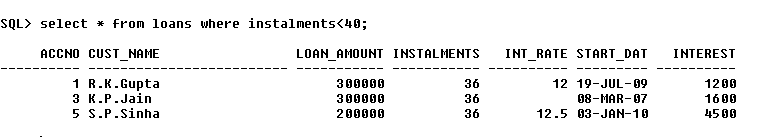 SQL> select * from loans where instalments<40;
ACCNO CUST_NAME LOAN_AMOUNT INSTALMENTS INT_RATE START_DAT INTEREST
---------- -------------------- ----------- ----------- ---------- --------- ----------
1 R.K.Gupta 300000 36 12 19-JUL-09 1200
3 K.P.Jain 300000 36 08-MAR-07 1600
5 S.P.Sinha 200000 36 12.5 03-JAN-10 4500